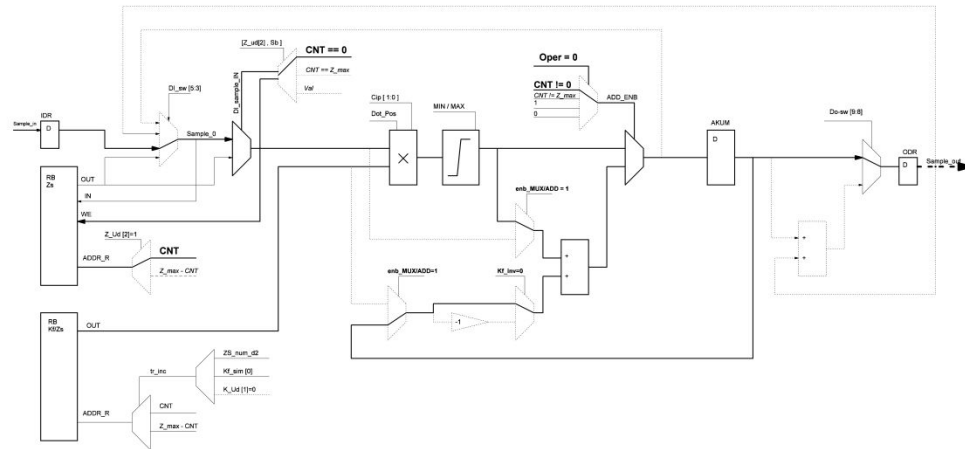 [Z_ud[2] , Sb ]
CNT == 0
CNT == Z_max
Val
DI_sample_IN
Oper = 0
CNT != 0
CNT != Z_max
1
0
ADD_ENB
DI_sw [5:3]
Cip [ 1:0 ]
Dot_Pos
MIN / MAX
Do-sw [9:8]
Sample_in
IDR
D
Sample_0
AKUM
D
ODR
D
Sample_out
RB
Zs
OUT
IN
WE
ADDR_R
Z_Ud [2]=1
CNT
Z_max - CNT
enb_MUX/ADD = 1
+
+
+
+
enb_MUX/ADD=1
Kf_Inv=0
-1
RB
Kf/Zs
OUT
ADDR_R
tr_inc
ZS_num_d2
Kf_sim [0]
K_Ud [1]=0
CNT
Z_max - CNT